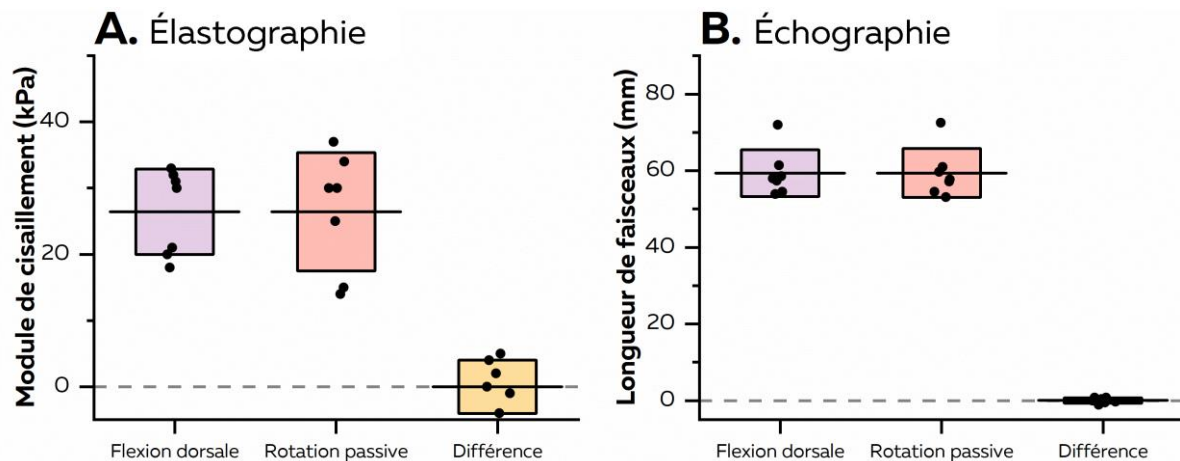 A. Élastographie
Module de cisaillement (kPa)
40
20
0
Flexion dorsale
Rotation passive
Différence
B. Échographie
Longueur de faisceaux (mm)
80
60
40
20
0
Flexion dorsale
Rotation passive
Différence